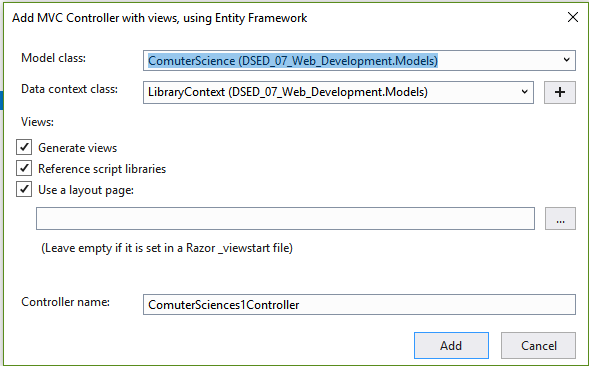 Add MVC Controller with views, using Entity Framework
Model class: ComuterScience (DSED_07_Web_Development.Models)
Data context class: LibraryContext (DSED_07_Web_Development.Models) +
Views:
Generate views
Reference script libraries
Use a layout page:
...
(Leave empty if it is set in a Razor _viewstart file)
Controller name: ComuterSciences1Controller
Add Cancel